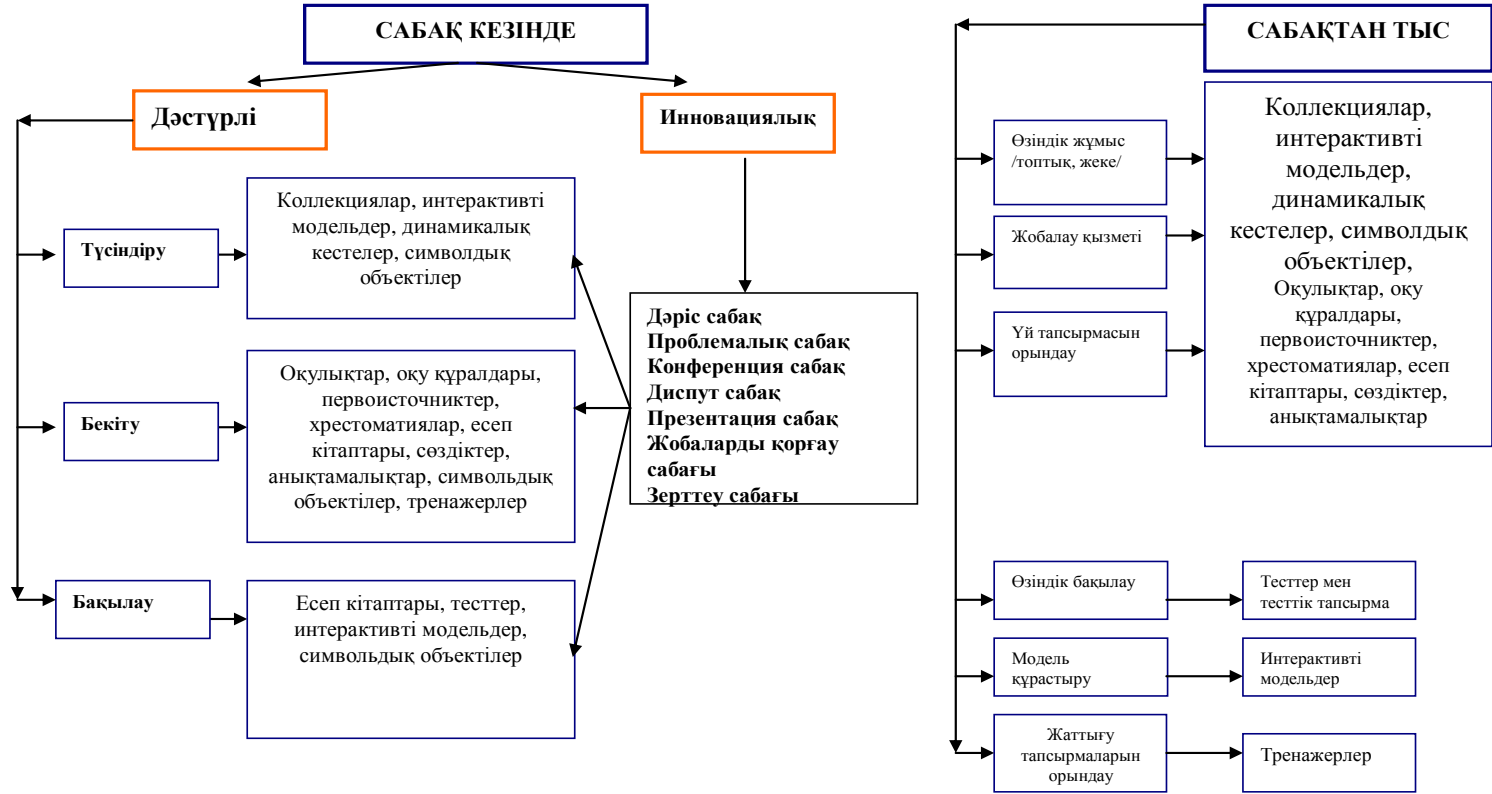 САБАҚ КЕЗІНДЕ
Дәстүрлі
Инновациялық
Түсіндіру
Коллекциялар, интерактивті
модельдер, динамикалық
кестелер, символдық
объектілер
Бекіту
Оқулықтар, оқу құралдары,
первоисточниктер,
хрестоматиялар, есеп
кітаптары, сөздіктер,
анықтамалықтар, символьдық
объектілер, тренажерлер
Бақылау
Есеп кітаптары, тесттер,
интерактивті модельдер,
символьдық объектілер
Дәріс сабақ
Проблемалық сабақ
Конференция сабақ
Диспут сабақ
Презентация сабақ
Жобаларды қорғау
сабағы
Зерттеу сабағы
САБАҚТАН ТЫС
Өзіндік жұмыс
/топтық, жеке/
Жобалау қызметі
Үй тапсырмасын
орындау
Коллекциялар,
интерактивті
модельдер,
динамикалық
кестелер, символдық
объектілер,
Оқулықтар, оқу
құралдары,
первоисточниктер,
хрестоматиялар, есеп
кітаптары, сөздіктер,
анықтамалықтар
Өзіндік бақылау
Тесттер мен
тесттік тапсырма
Модель
құрастыру
Интерактивті
модельдер
Жаттығу
тапсырмаларын
орындау
Тренажерлер